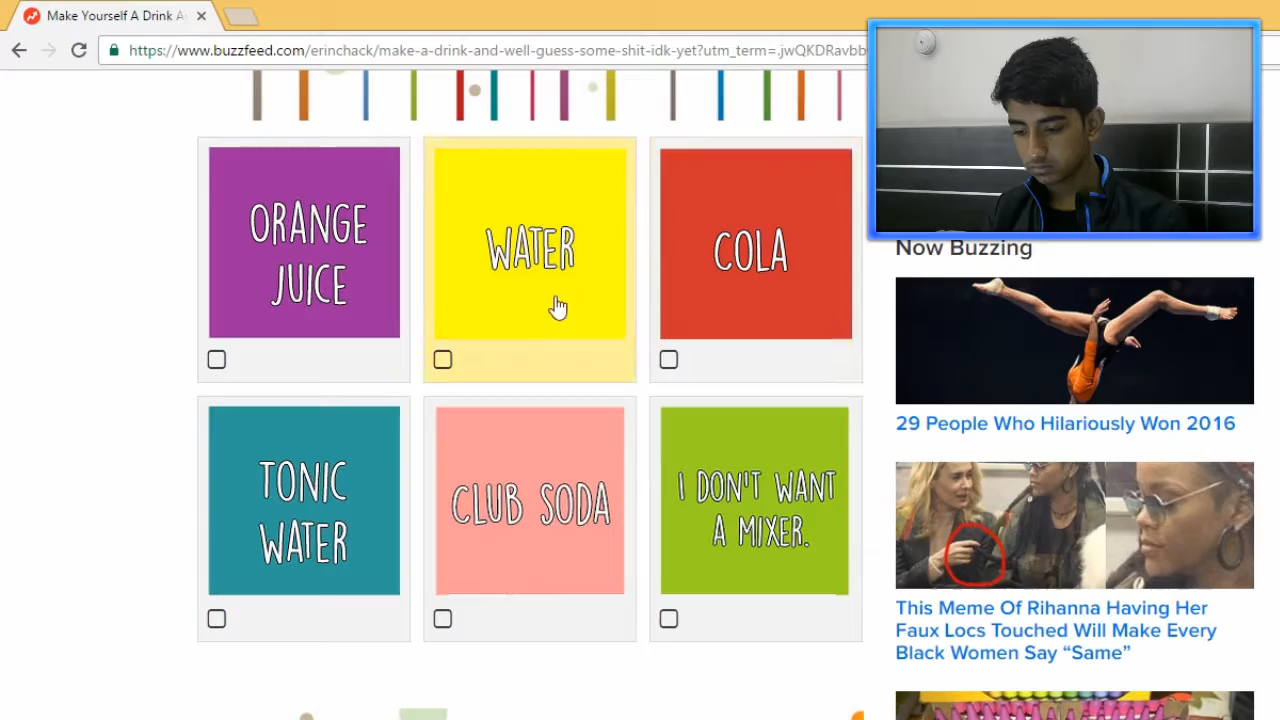 Make Yourself A Drink A
https://www.buzzfeed.com/erinchack/make-a-drink-and-well-guess-some-shit-idk-yet?utm_term=.jwQKDRavbb
ORANGE
JUICE
WATER
COLA
TONIC
WATER
CLUB SODA
I DON'T WANT
A MIXER.
Now Buzzing
29 People Who Hilariously Won 2016
This Meme Of Rihanna Having Her
Faux Locs Touched Will Make Every
Black Women Say “Same”